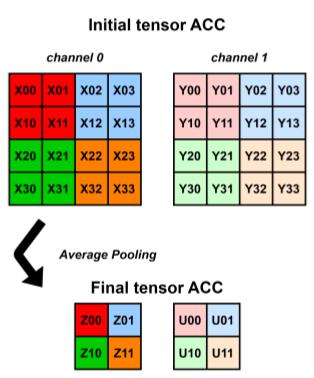 Initial tensor ACC
channel 0 channel 1
X00 X01 X02 X03 Y00 Y01 Y02 Y03
X10 X11 X12 X13 Y10 Y11 Y12 Y13
X20 X21 X22 X23 Y20 Y21 Y22 Y23
X30 X31 X32 X33 Y30 Y31 Y32 Y33
Average Pooling
Final tensor ACC
Z00 Z01 U00 U01
Z10 Z11 U10 U11